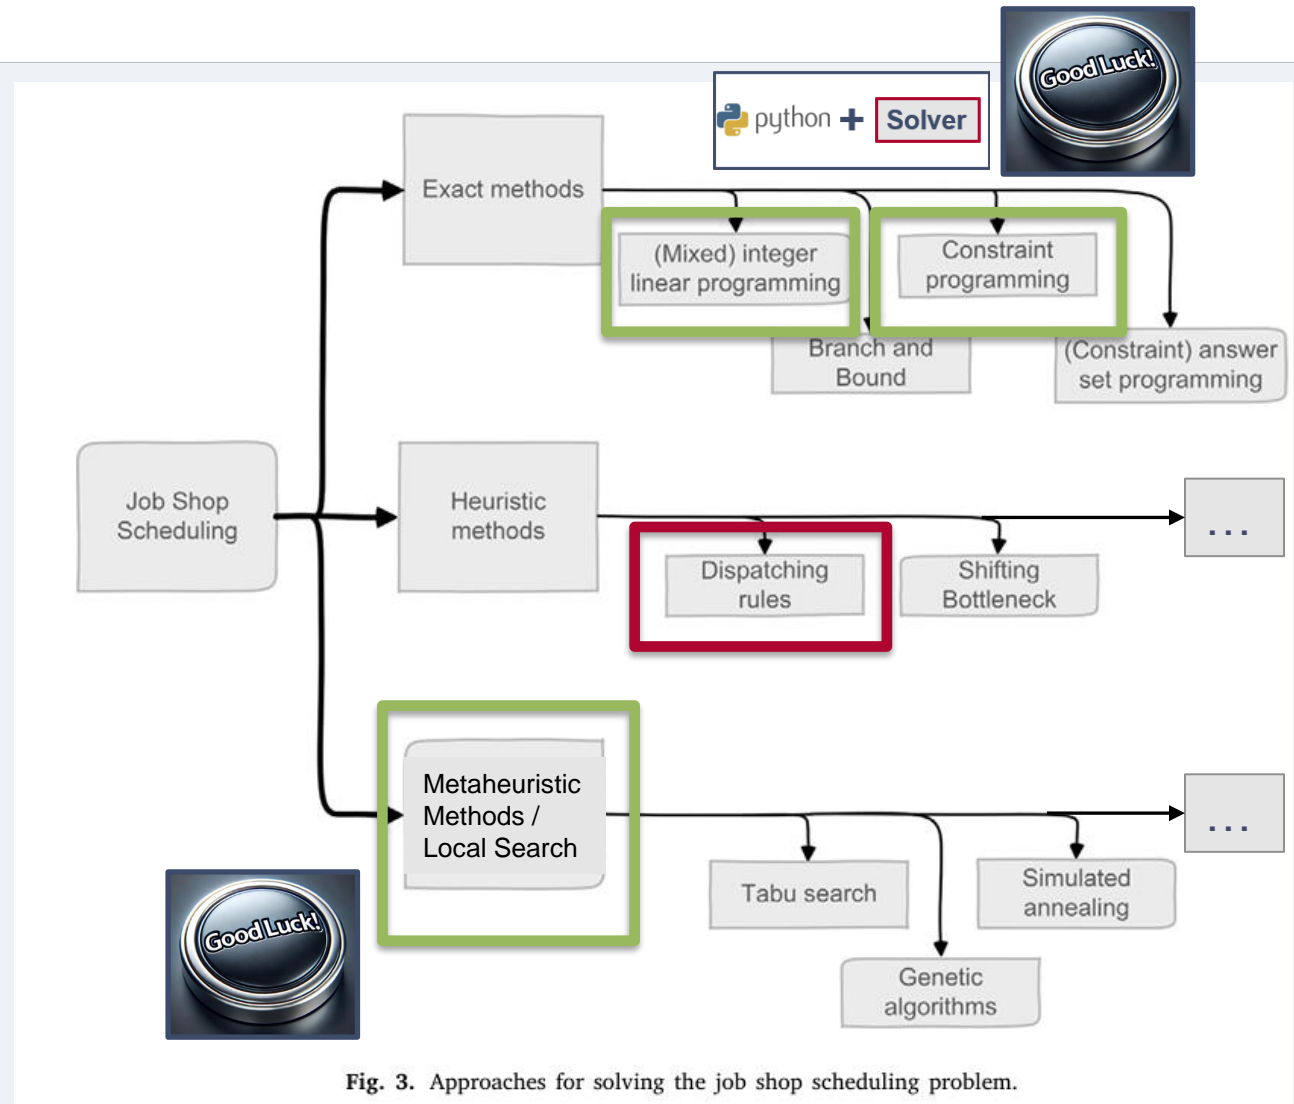 Good Luck!
python + Solver
Exact methods
(Mixed) integer
linear programming
Constraint
programming
Branch and
Bound
(Constraint) answer
set programming
Job Shop
Scheduling
Heuristic
methods
...
Dispatching
rules
Shifting
Bottleneck
Metaheuristic
Methods /
Local Search
...
Tabu search
Simulated
annealing
Good Luck!
Genetic
algorithms
Fig. 3. Approaches for solving the job shop scheduling problem.